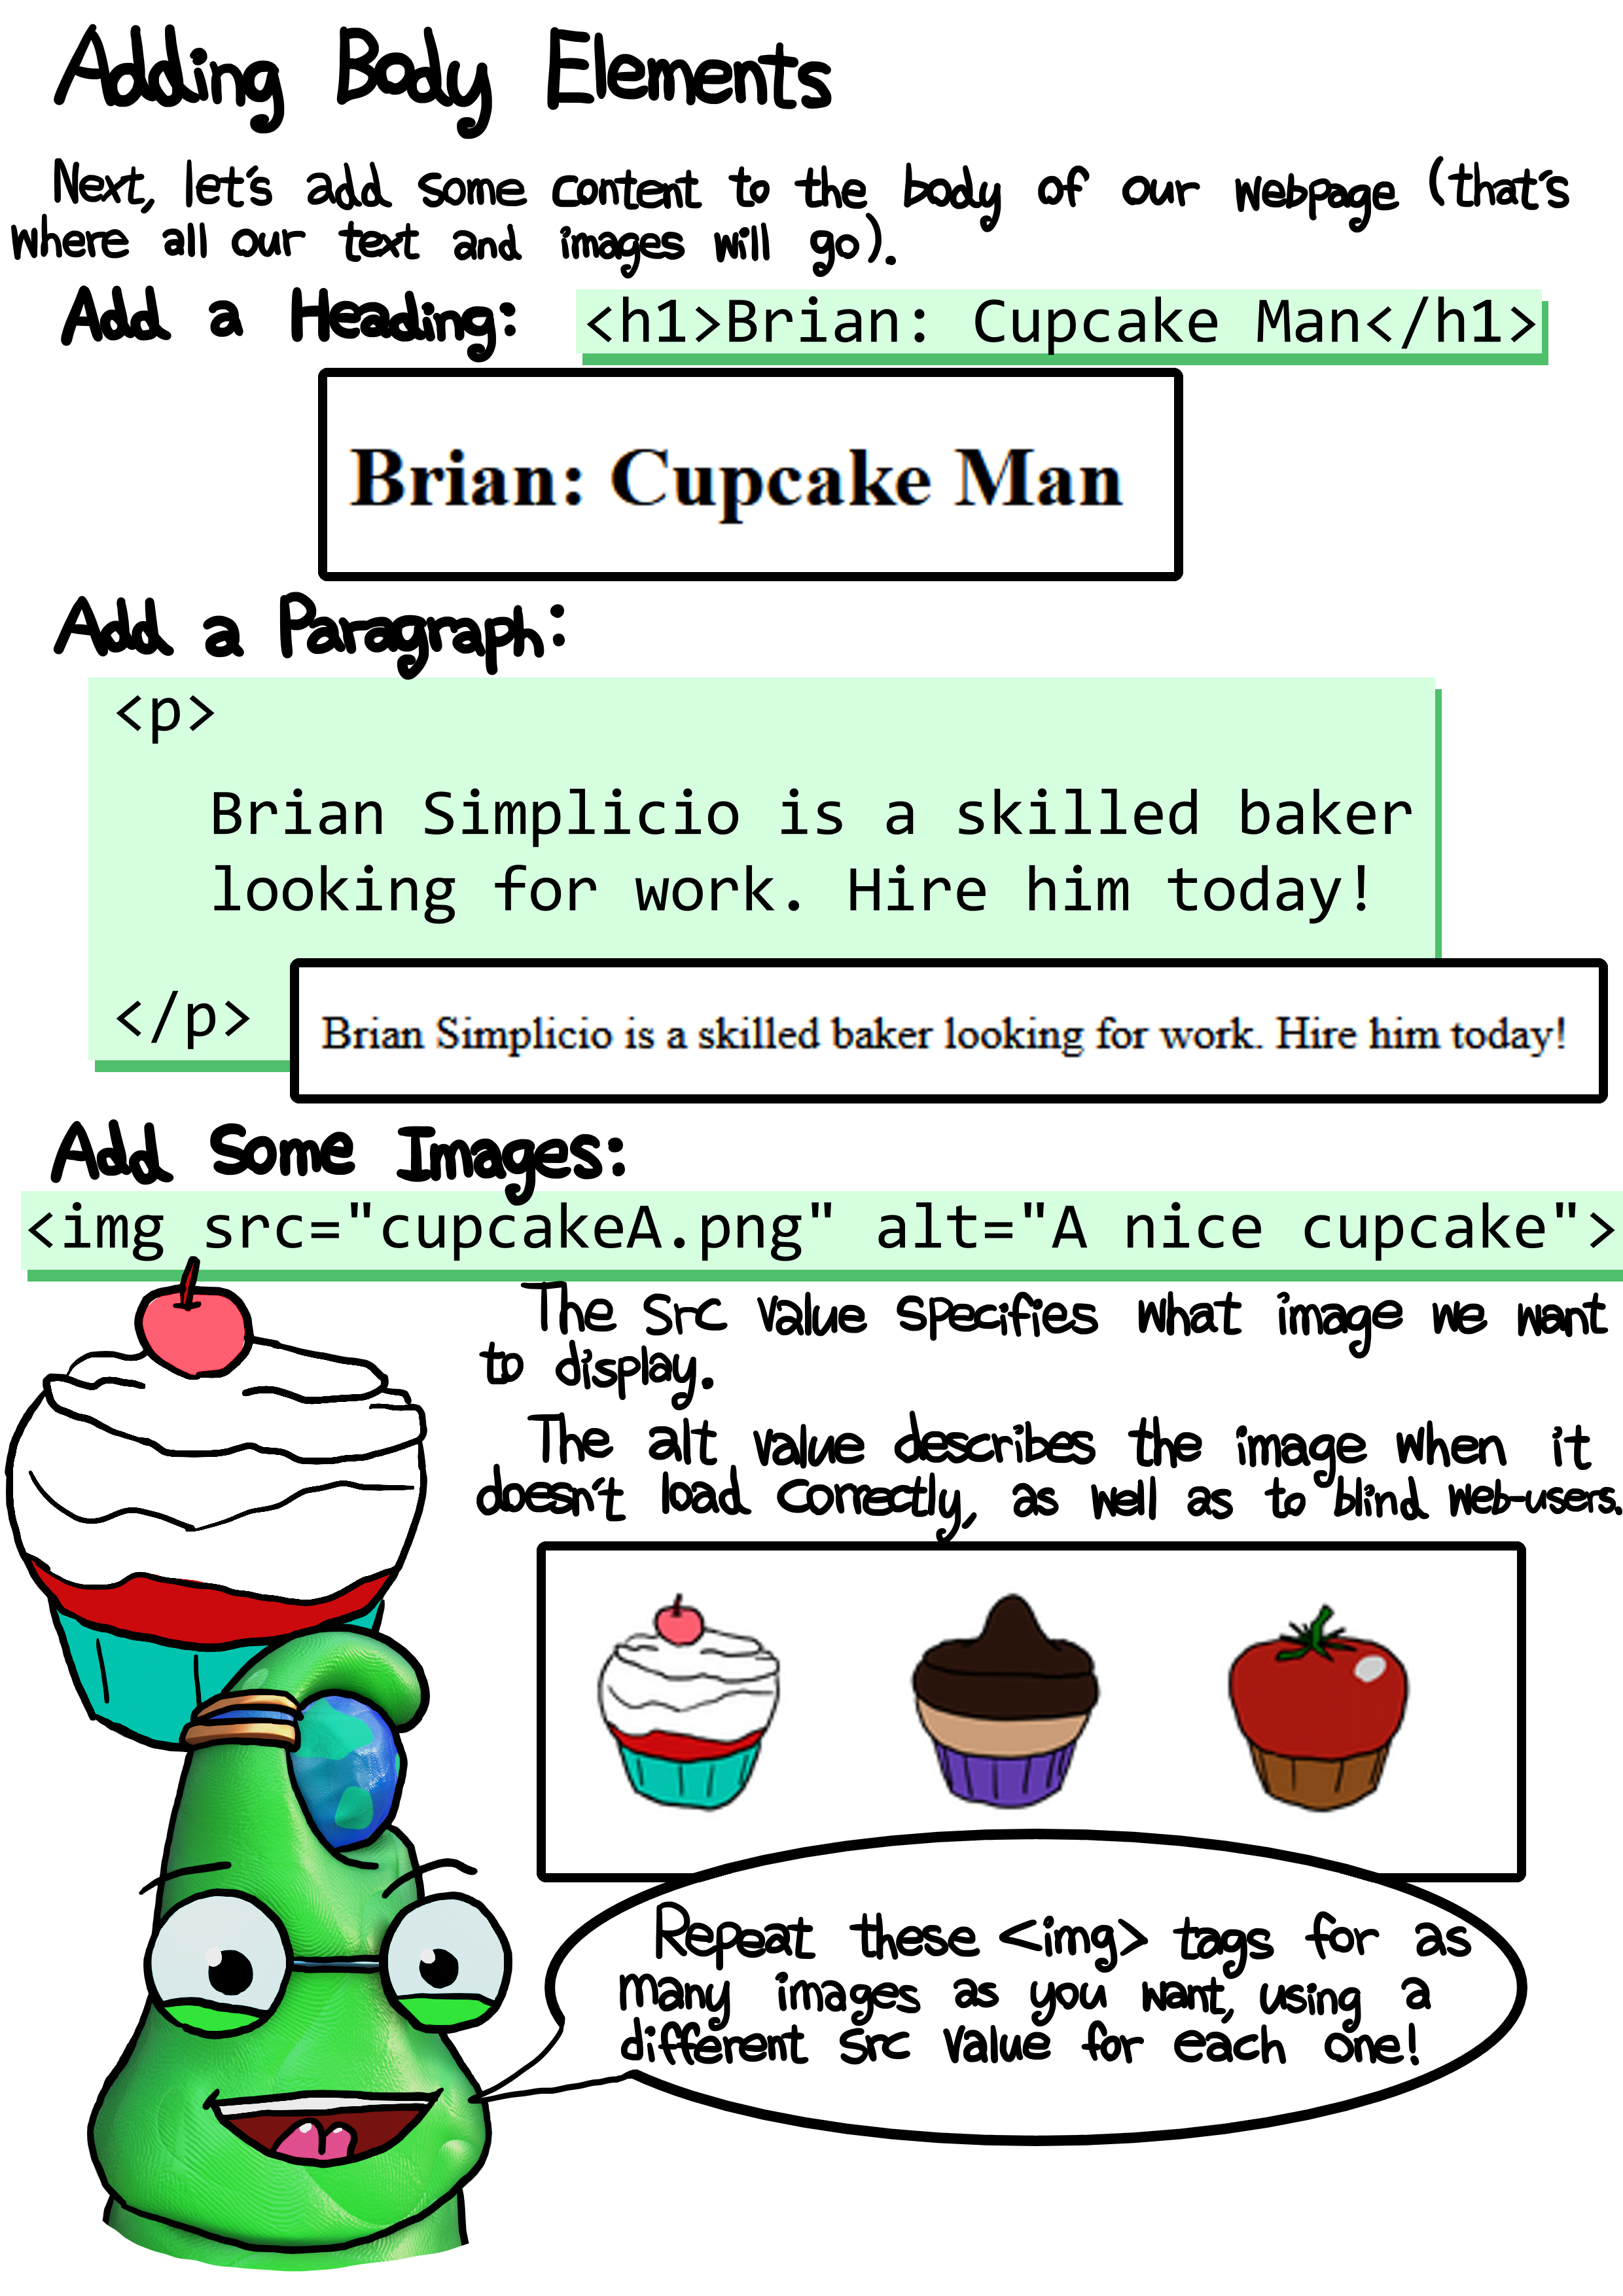 Adding Body Elements
Next, let's add some content to the body of our webpage (that's
where all our text and images will go).
Add a Heading: <h1>Brian: Cupcake Man</h1>
Brian: Cupcake Man
Add a Paragraph:
<p>
Brian Simplicio is a skilled baker
looking for work. Hire him today!
</p>
Brian Simplicio is a skilled baker looking for work. Hire him today!
Add Some Images:
<img src="cupcakeA.png" alt="A nice cupcake">
The src value specifies what image we want
to display.
The alt value describes the image when it
doesn't load correctly, as well as to blind web-users.
Repeat these <img> tags for as
many images as you want, using a
different src value for each one!